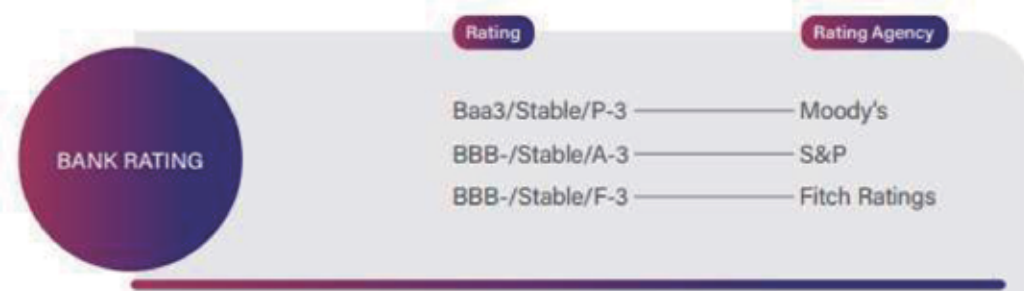 Rating Rating Agency
BANK RATING
Baa3/Stable/P-3 Moody's
BBB-/Stable/A-3 S&P
BBB-/Stable/F-3 Fitch Ratings